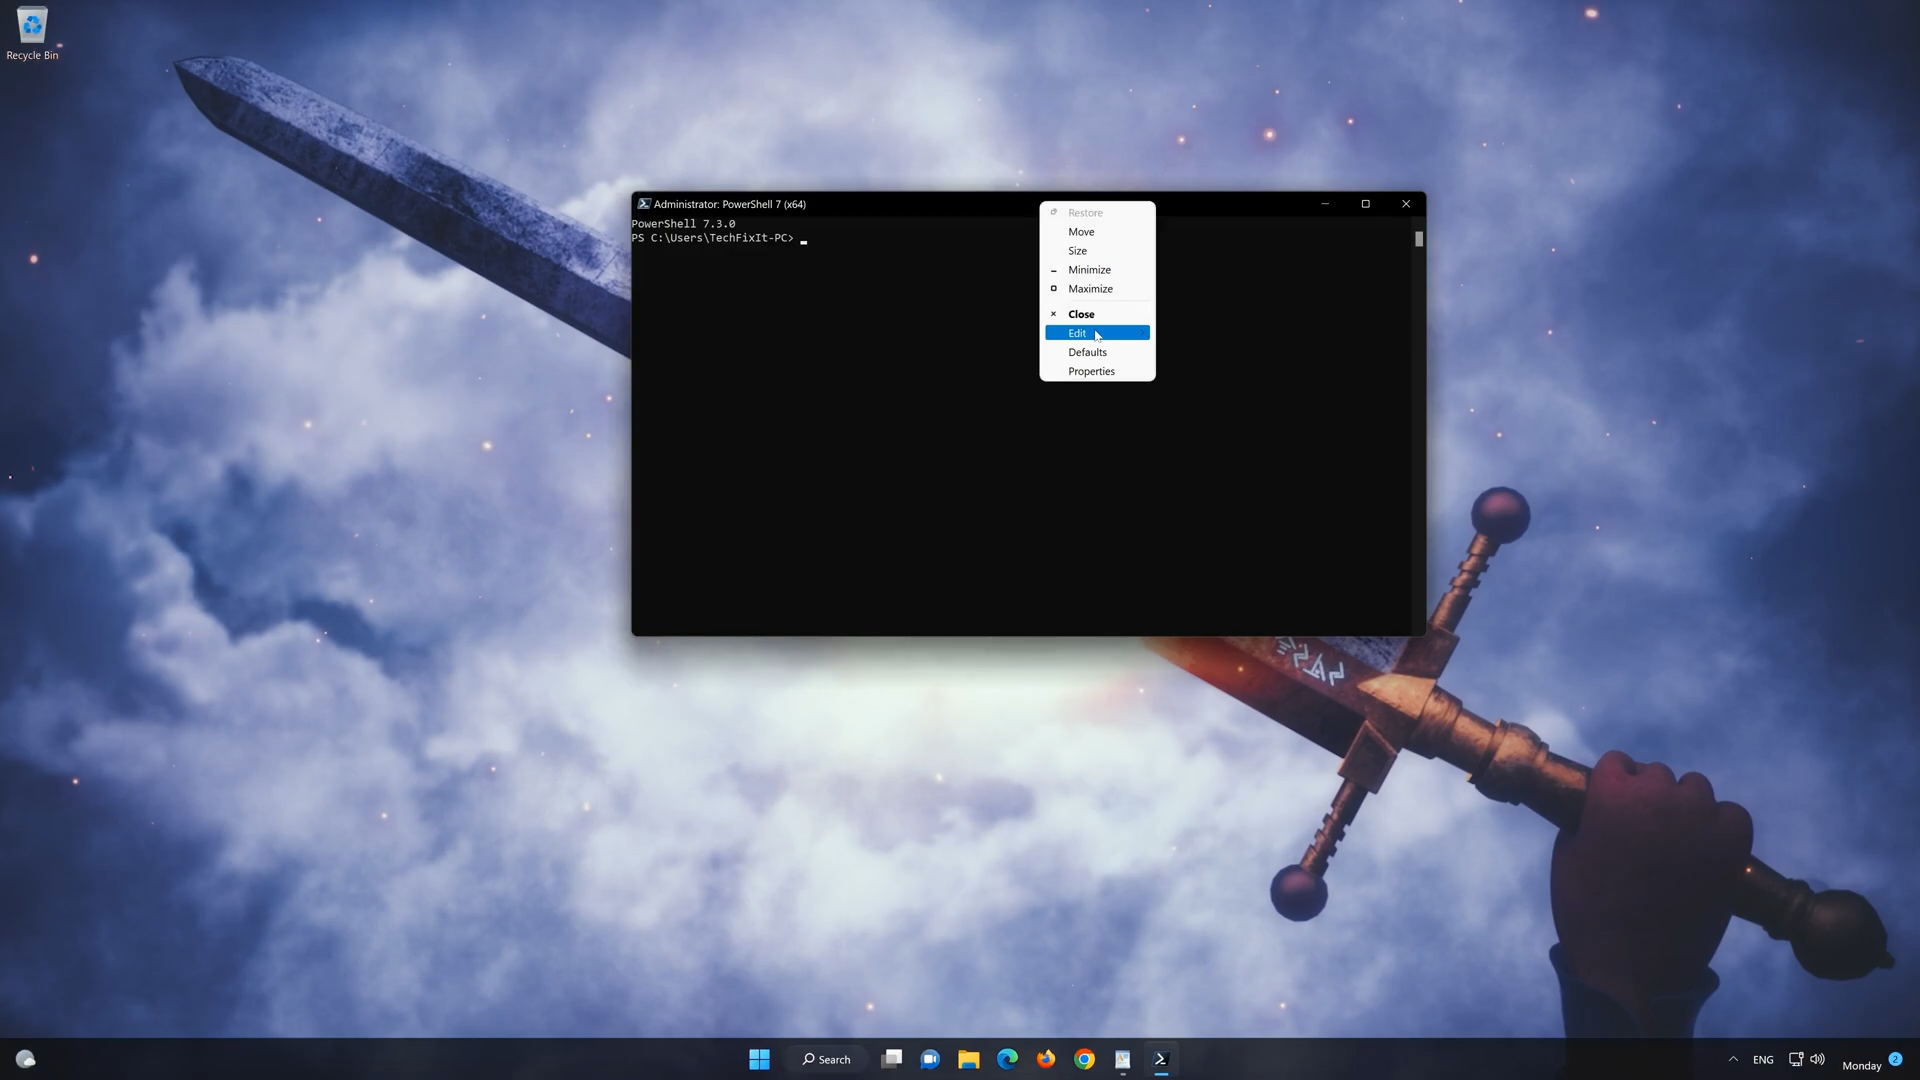 Recycle Bin
Administrator: PowerShell 7 (x64)
PowerShell 7.3.0
PS C:\Users\TechFixIt-PC>
Restore
Move
Size
Minimize
Maximize
Close
Edit
Defaults
Properties
Search
ENG
Monday
2